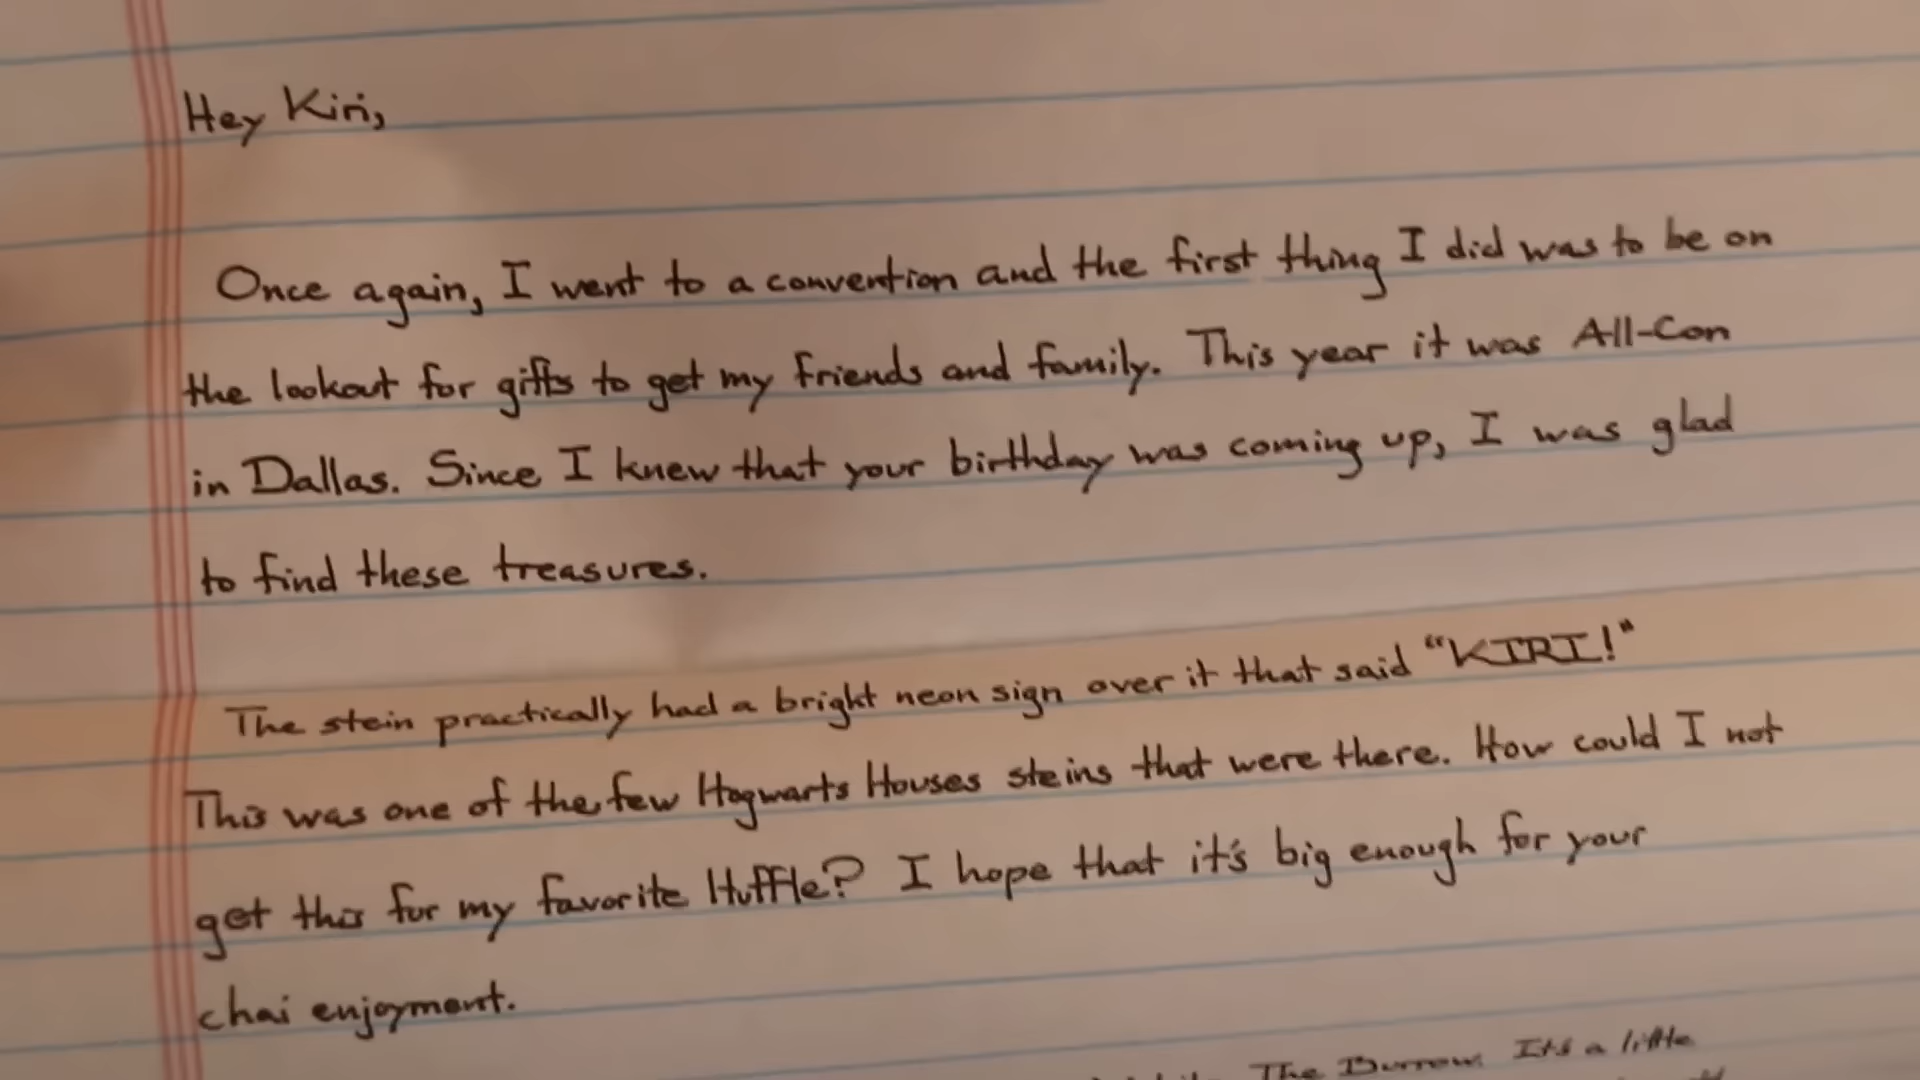 Hey Kiri,
Once again, I went to a convention and the first thing I did was to be on
the lookout for gifts to get my friends and family. This year it was All-Con
in Dallas. Since I knew that your birthday was coming up, I was glad
to find these treasures.
The stein practically had a bright neon sign over it that said "KIRI!"
This was one of the few Hogwarts Houses steins that were there. How could I not
get this for my favorite Huffle? I hope that it's big enough for your
chai enjoyment.
The Burrow. It's a little